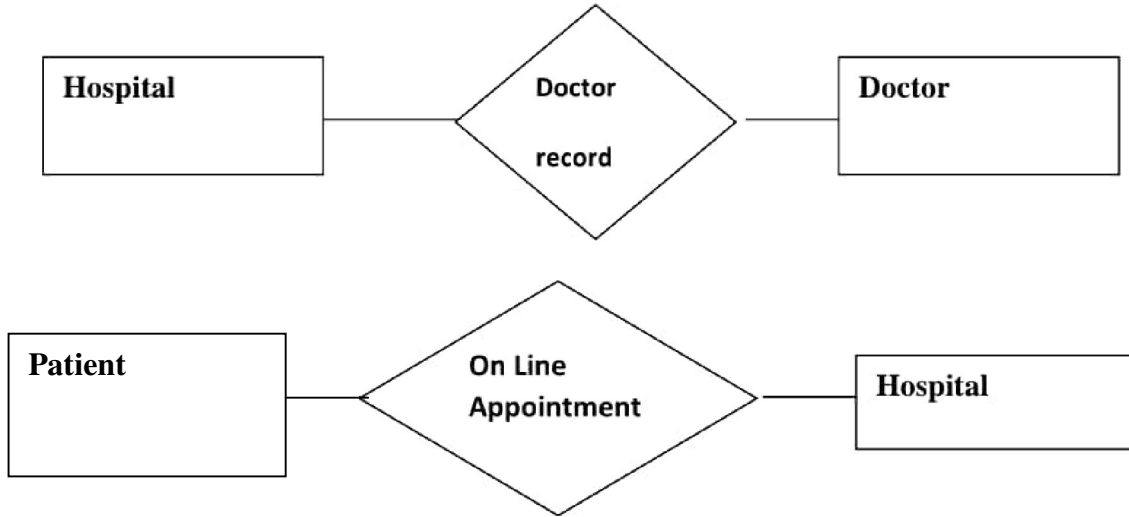 Hospital
Doctor
record
Doctor
Patient
On Line
Appointment
Hospital